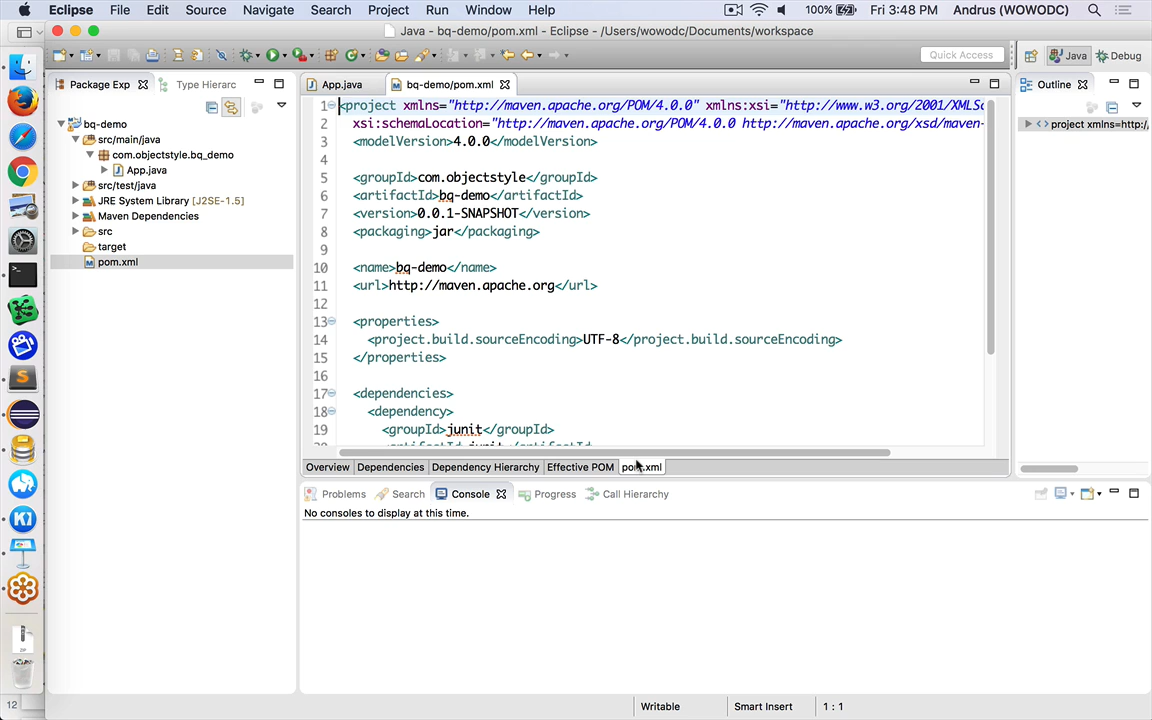 Eclipse File Edit Source Navigate Search Project Run Window Help 100% Fri 3:48 PM Andrus (WOWODC)
Java - bq-demo/pom.xml - Eclipse - /Users/wowodc/Documents/workspace
Quick Access Java Debug
Package Exp Type Hierarc App.java bq-demo/pom.xml Outline
bq-demo
src/main/java
com.objectstyle.bq_demo
App.java
src/test/java
JRE System Library [J2SE-1.5]
Maven Dependencies
src
target
pom.xml
1 <project xmlns="http://maven.apache.org/POM/4.0.0" xmlns:xsi="http://www.w3.org/2001/XMLSc
2 xsi:schemaLocation="http://maven.apache.org/POM/4.0.0 http://maven.apache.org/xsd/maven-
3 <modelVersion>4.0.0</modelVersion>
4
5 <groupId>com.objectstyle</groupId>
6 <artifactId>bq-demo</artifactId>
7 <version>0.0.1-SNAPSHOT</version>
8 <packaging>jar</packaging>
9
10 <name>bq-demo</name>
11 <url>http://maven.apache.org</url>
12
13 <properties>
14 <project.build.sourceEncoding>UTF-8</project.build.sourceEncoding>
15 </properties>
16
17 <dependencies>
18 <dependency>
19 <groupId>junit</groupId>
project xmlns=http:/
Overview Dependencies Dependency Hierarchy Effective POM pom.xml
Problems Search Console Progress Call Hierarchy
No consoles to display at this time.
Writable Smart Insert 1 : 1
12